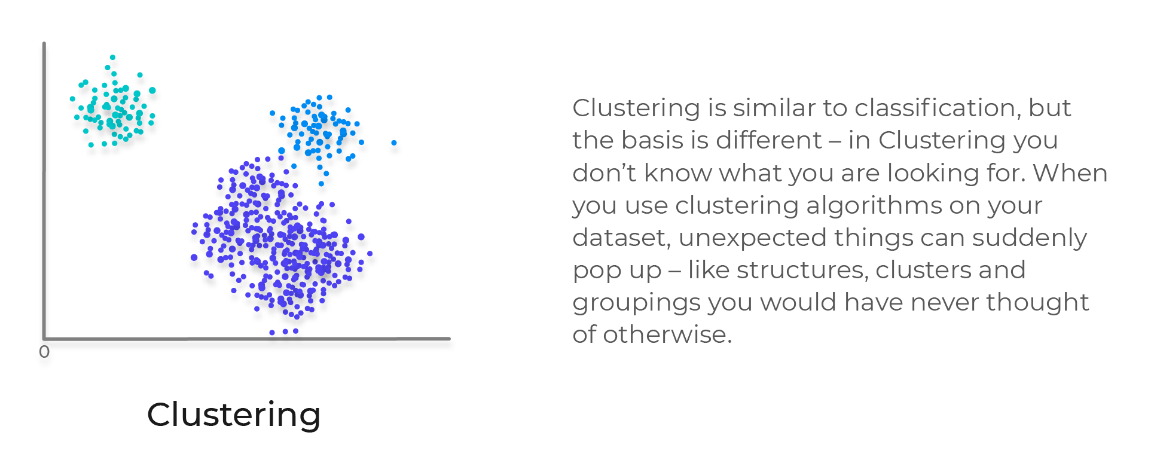 Clustering is similar to classification, but
the basis is different – in Clustering you
don’t know what you are looking for. When
you use clustering algorithms on your
dataset, unexpected things can suddenly
pop up – like structures, clusters and
groupings you would have never thought
of otherwise.
0
Clustering